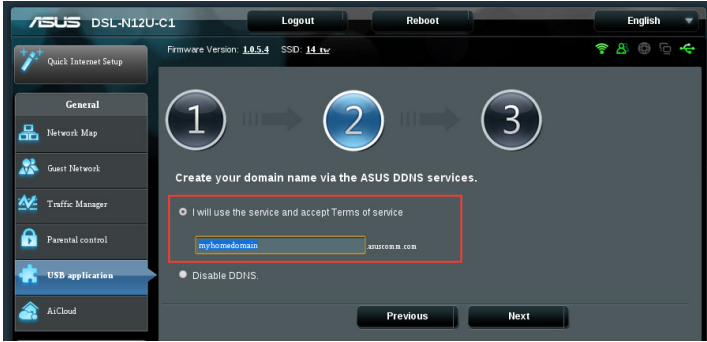 ASUS DSL-N12U-C1 Logout Reboot English
Firmware Version: 1.0.5.4 SSID: 14_tw
Quick Internet Setup
General
Network Map
Guest Network
Traffic Manager
Parental control
USB application
AiCloud
1 2 3
Create your domain name via the ASUS DDNS services.
I will use the service and accept Terms of service
myhomedomain .asuscomm.com
Disable DDNS.
Previous Next